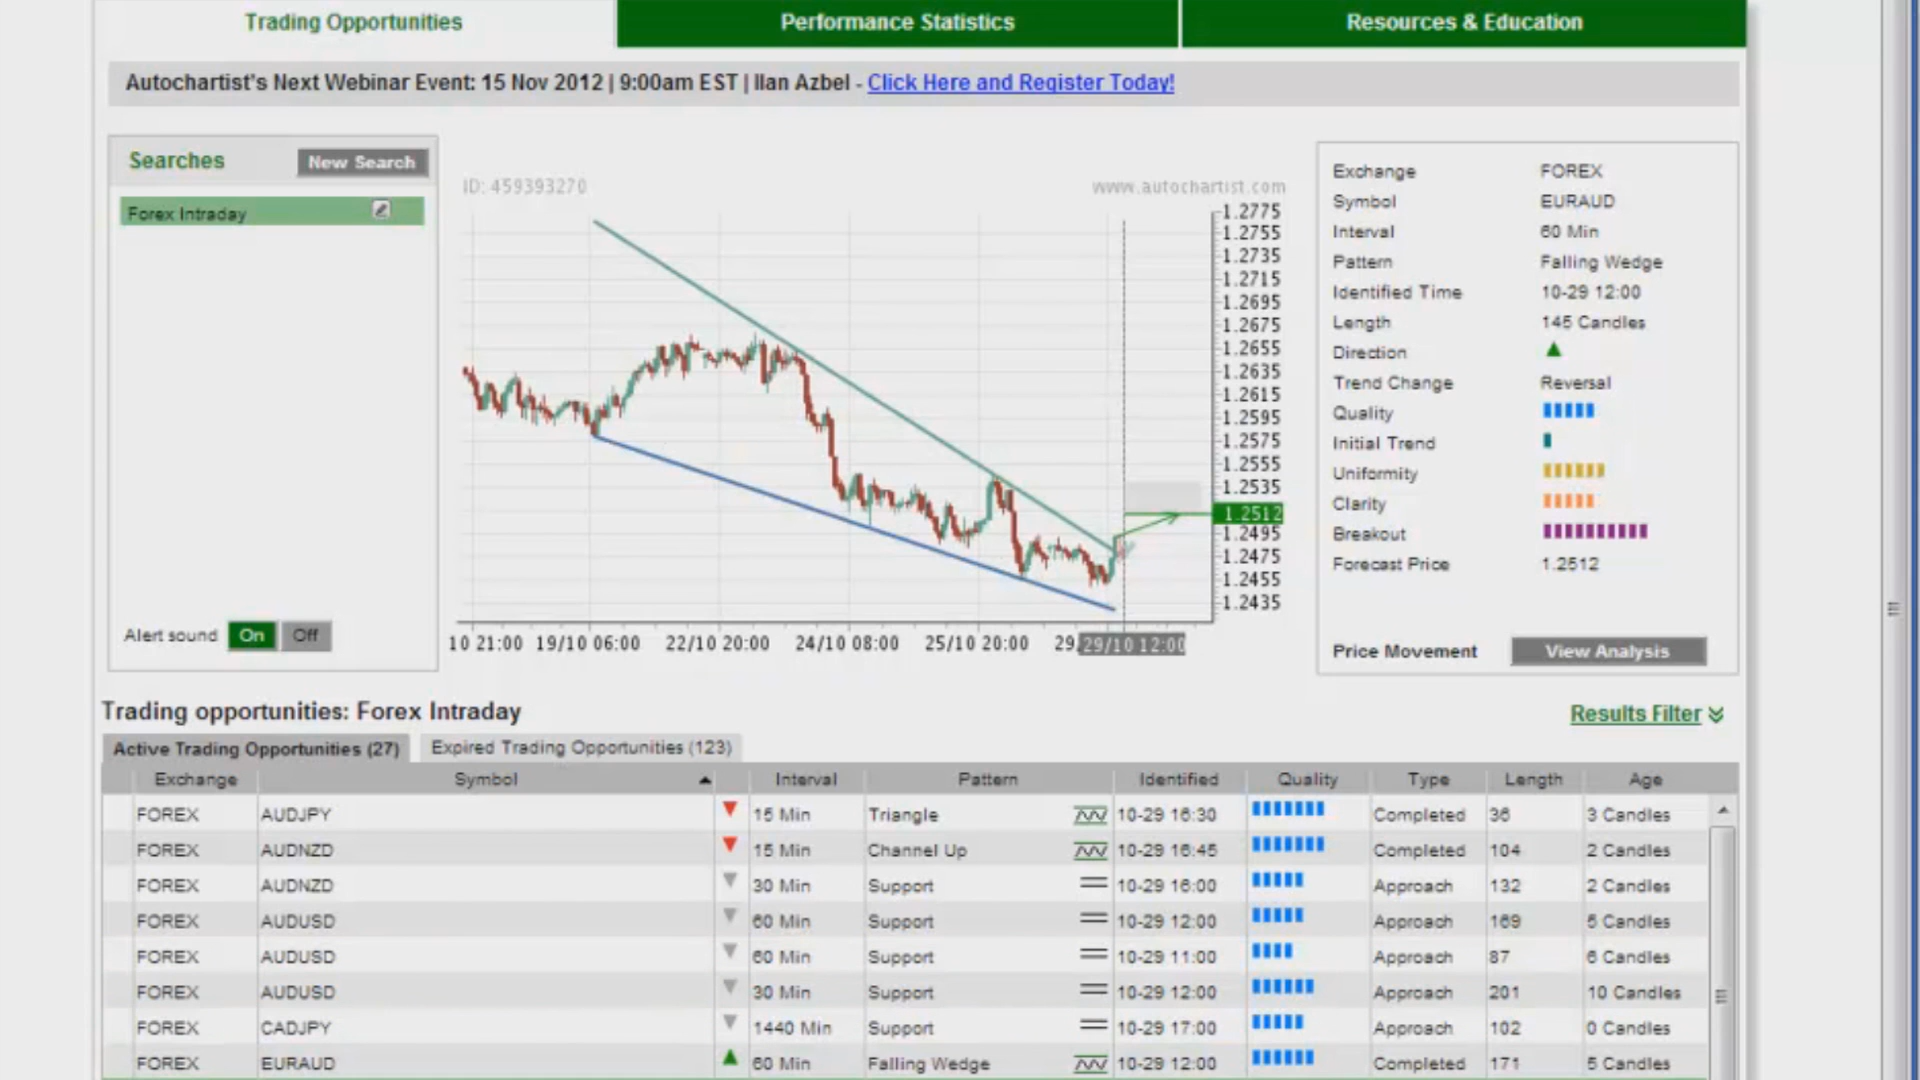 Trading Opportunities
Performance Statistics
Resources & Education
Autochartist's Next Webinar Event: 15 Nov 2012 | 9:00am EST | Ilan Azbel - Click Here and Register Today!
Searches
New Search
Forex Intraday
Alert sound On Off
ID: 459393270
www.autochartist.com
1.2775
1.2755
1.2735
1.2715
1.2695
1.2675
1.2655
1.2635
1.2615
1.2595
1.2575
1.2555
1.2535
1.2512
1.2495
1.2475
1.2455
1.2435
10 21:00 19/10 06:00 22/10 20:00 24/10 08:00 25/10 20:00 29/ 29/10 12:00
Exchange FOREX
Symbol EURAUD
Interval 60 Min
Pattern Falling Wedge
Identified Time 10-29 12:00
Length 145 Candles
Direction
Trend Change Reversal
Quality
Initial Trend
Uniformity
Clarity
Breakout
Forecast Price 1.2512
Price Movement View Analysis
Trading opportunities: Forex Intraday
Results Filter
Active Trading Opportunities (27) Expired Trading Opportunities (123)
Exchange Symbol Interval Pattern Identified Quality Type Length Age
FOREX AUDJPY 15 Min Triangle 10-29 16:30 Completed 36 3 Candles
FOREX AUDNZD 15 Min Channel Up 10-29 16:45 Completed 104 2 Candles
FOREX AUDNZD 30 Min Support 10-29 16:00 Approach 132 2 Candles
FOREX AUDUSD 60 Min Support 10-29 12:00 Approach 169 5 Candles
FOREX AUDUSD 60 Min Support 10-29 11:00 Approach 87 6 Candles
FOREX AUDUSD 30 Min Support 10-29 12:00 Approach 201 10 Candles
FOREX CADJPY 1440 Min Support 10-29 17:00 Approach 102 0 Candles
FOREX EURAUD 60 Min Falling Wedge 10-29 12:00 Completed 171 5 Candles